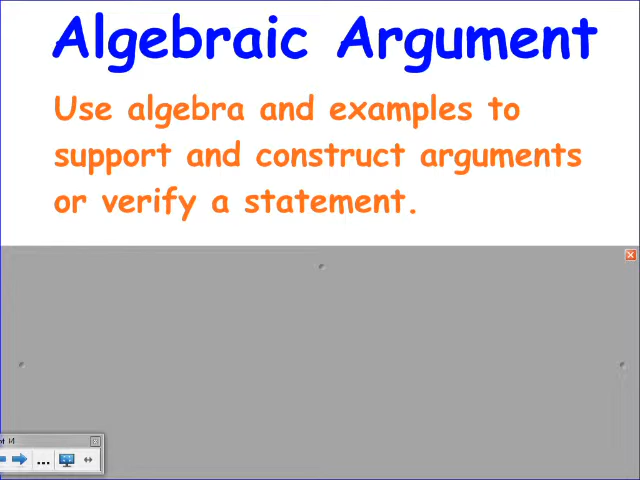 Algebraic Argument
Use algebra and examples to
support and construct arguments
or verify a statement.